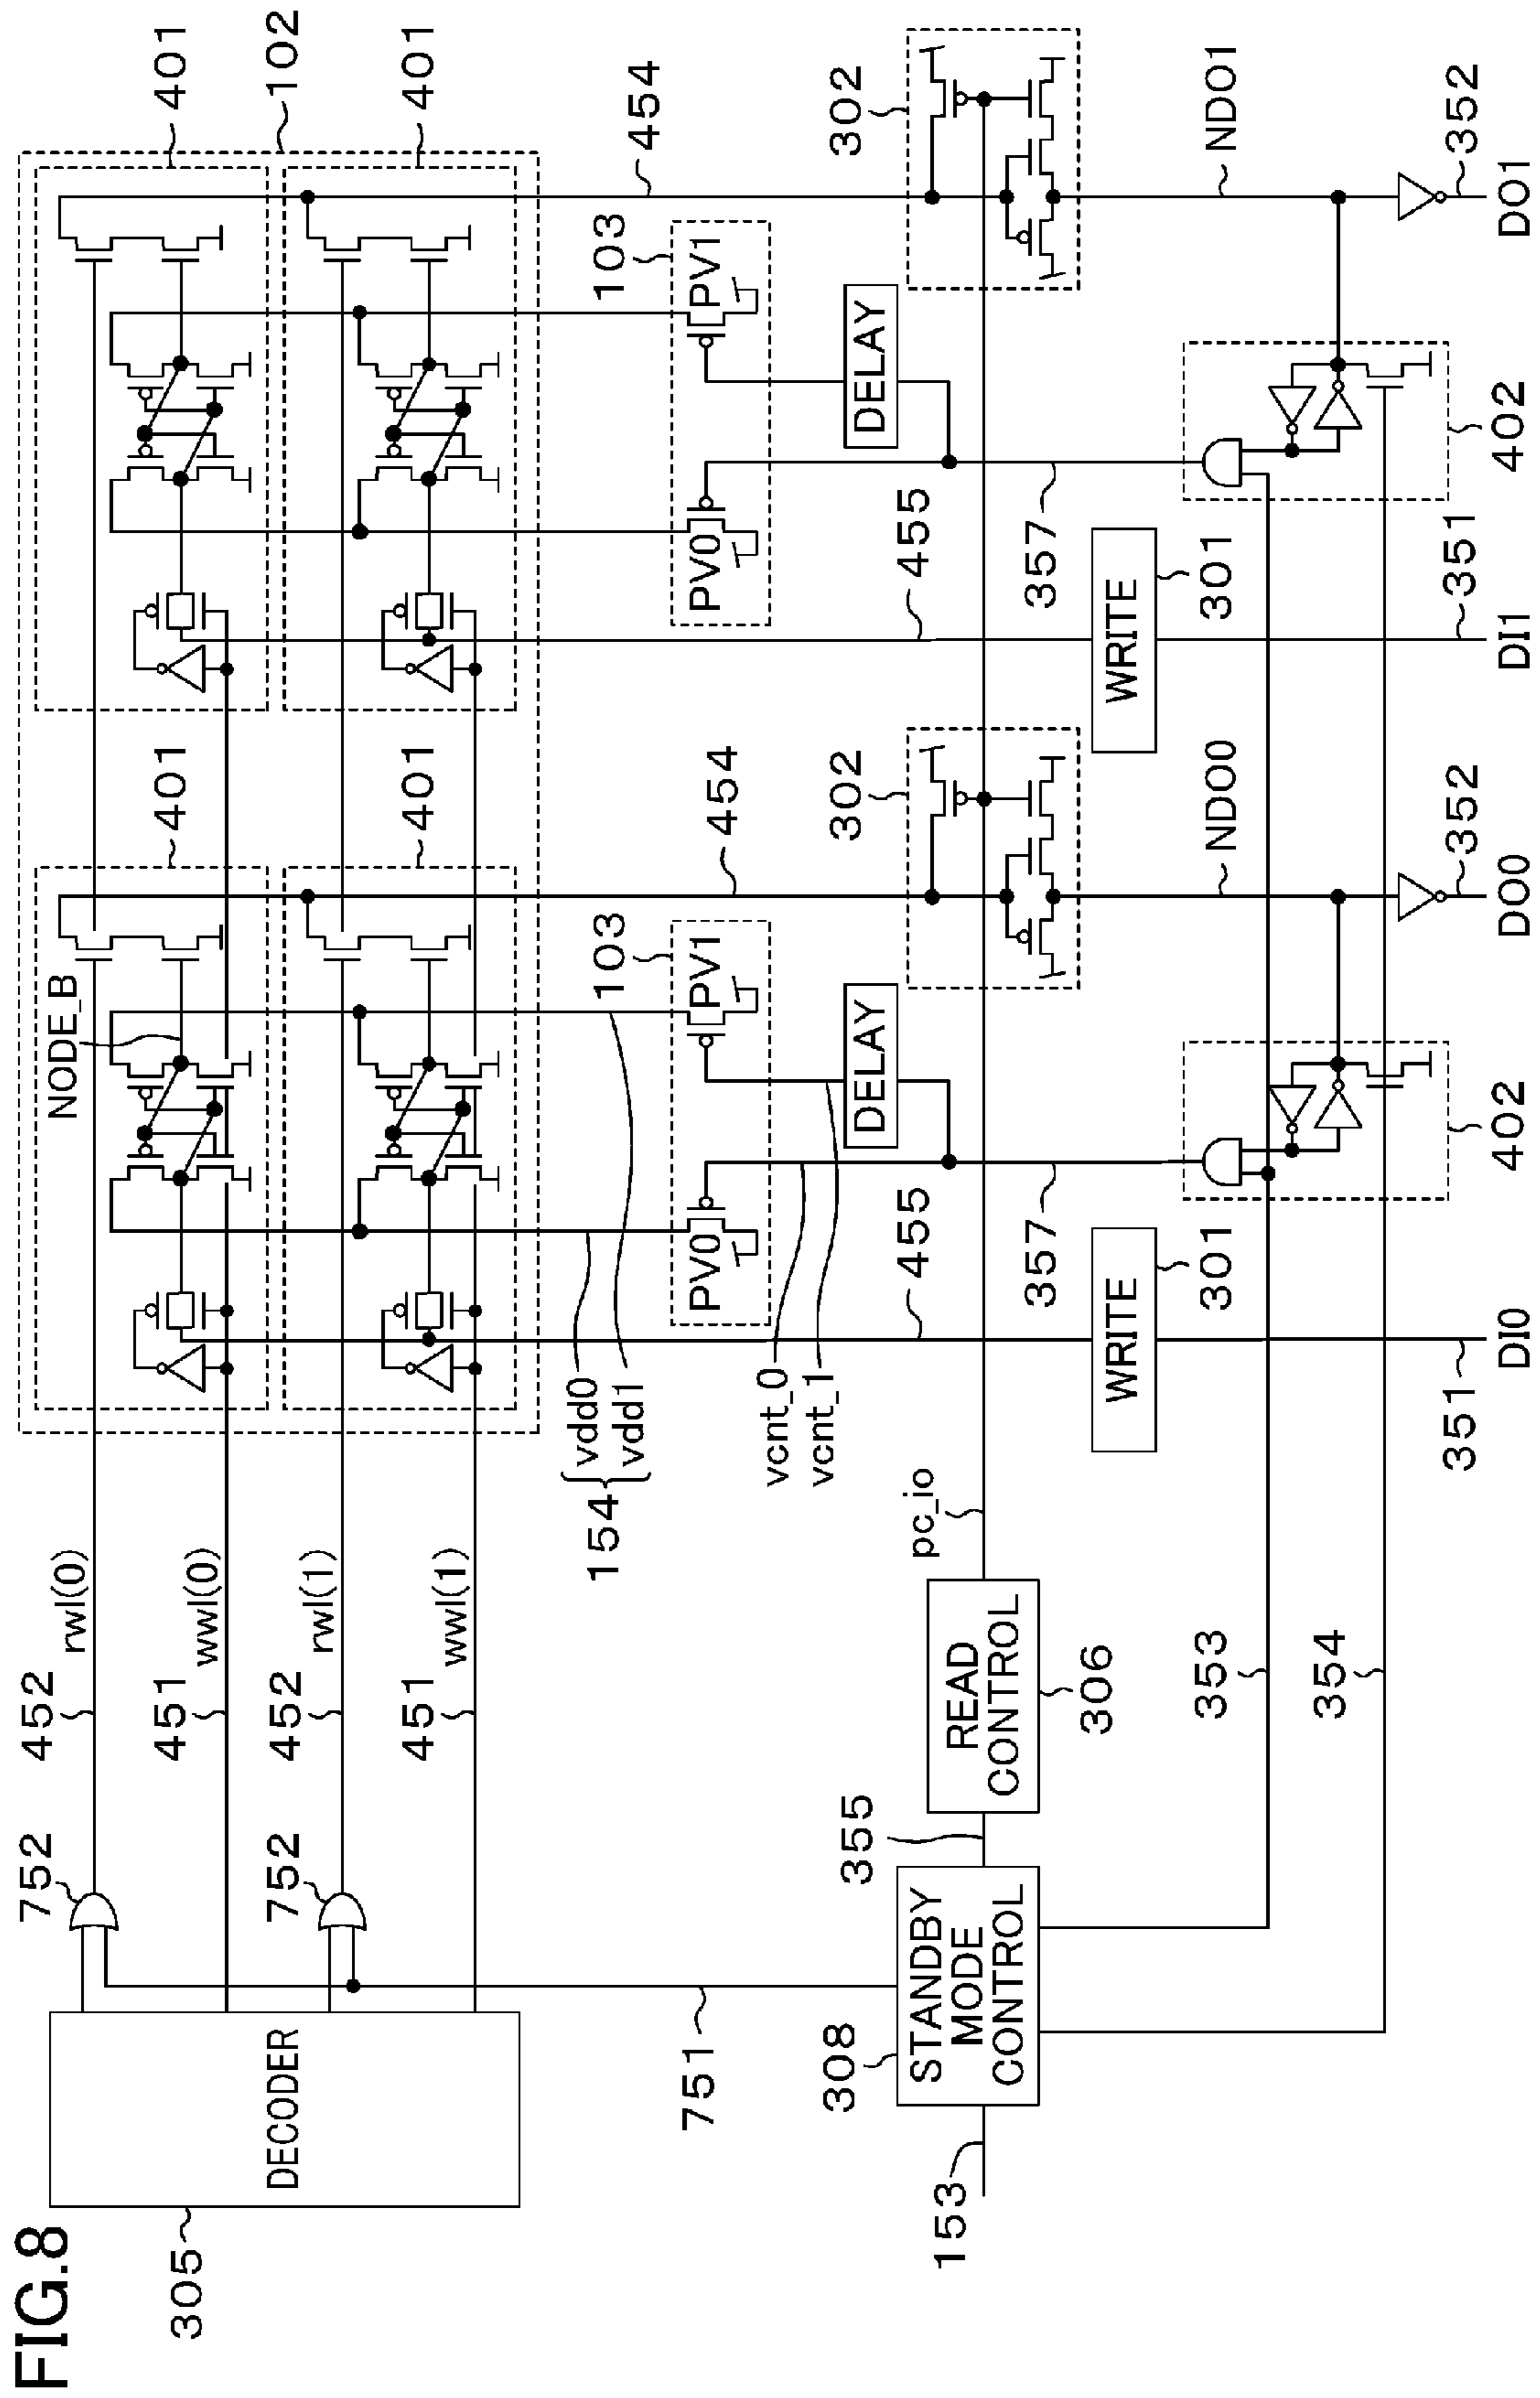 FIG.8
752
452
rwl(0)
NODE_B
305
451
wwl(0)
401
401
DECODER
752
452
rwl(1)
102
451
wwl(1)
401
401
154
vdd0
vdd1
103
103
454
751
PV0
PV1
PV0
PV1
454
vcnt_0
vcnt_1
308
355
302
302
DELAY
DELAY
pc_io
455
455
153
STANDBY
MODE
CONTROL
READ
CONTROL
357
357
306
WRITE
WRITE
353
301
NDO0
301
NDO1
354
351
352
351
352
402
402
DI0
DO0
DI1
DO1